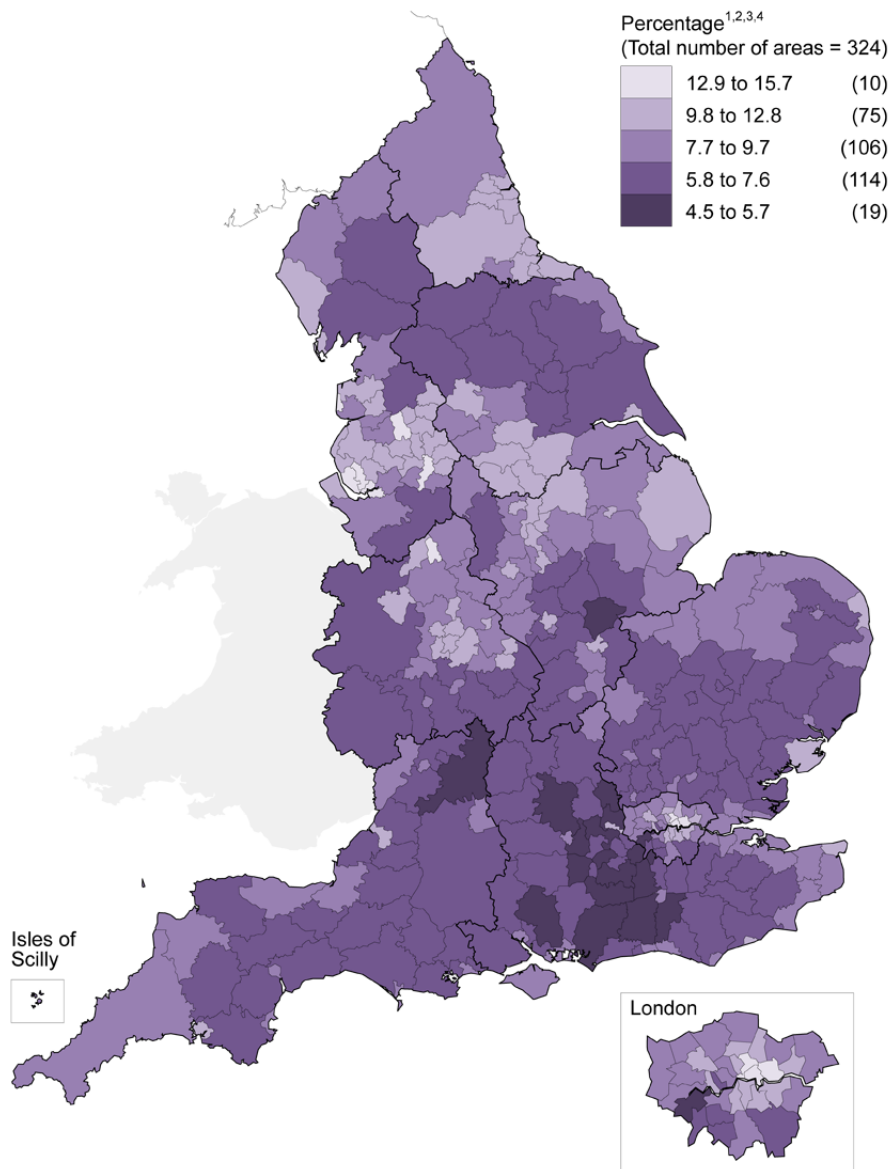 Percentage1,2,3,4
(Total number of areas = 324)
12.9 to 15.7 (10)
9.8 to 12.8 (75)
7.7 to 9.7 (106)
5.8 to 7.6 (114)
4.5 to 5.7 (19)
Isles of
Scilly
London